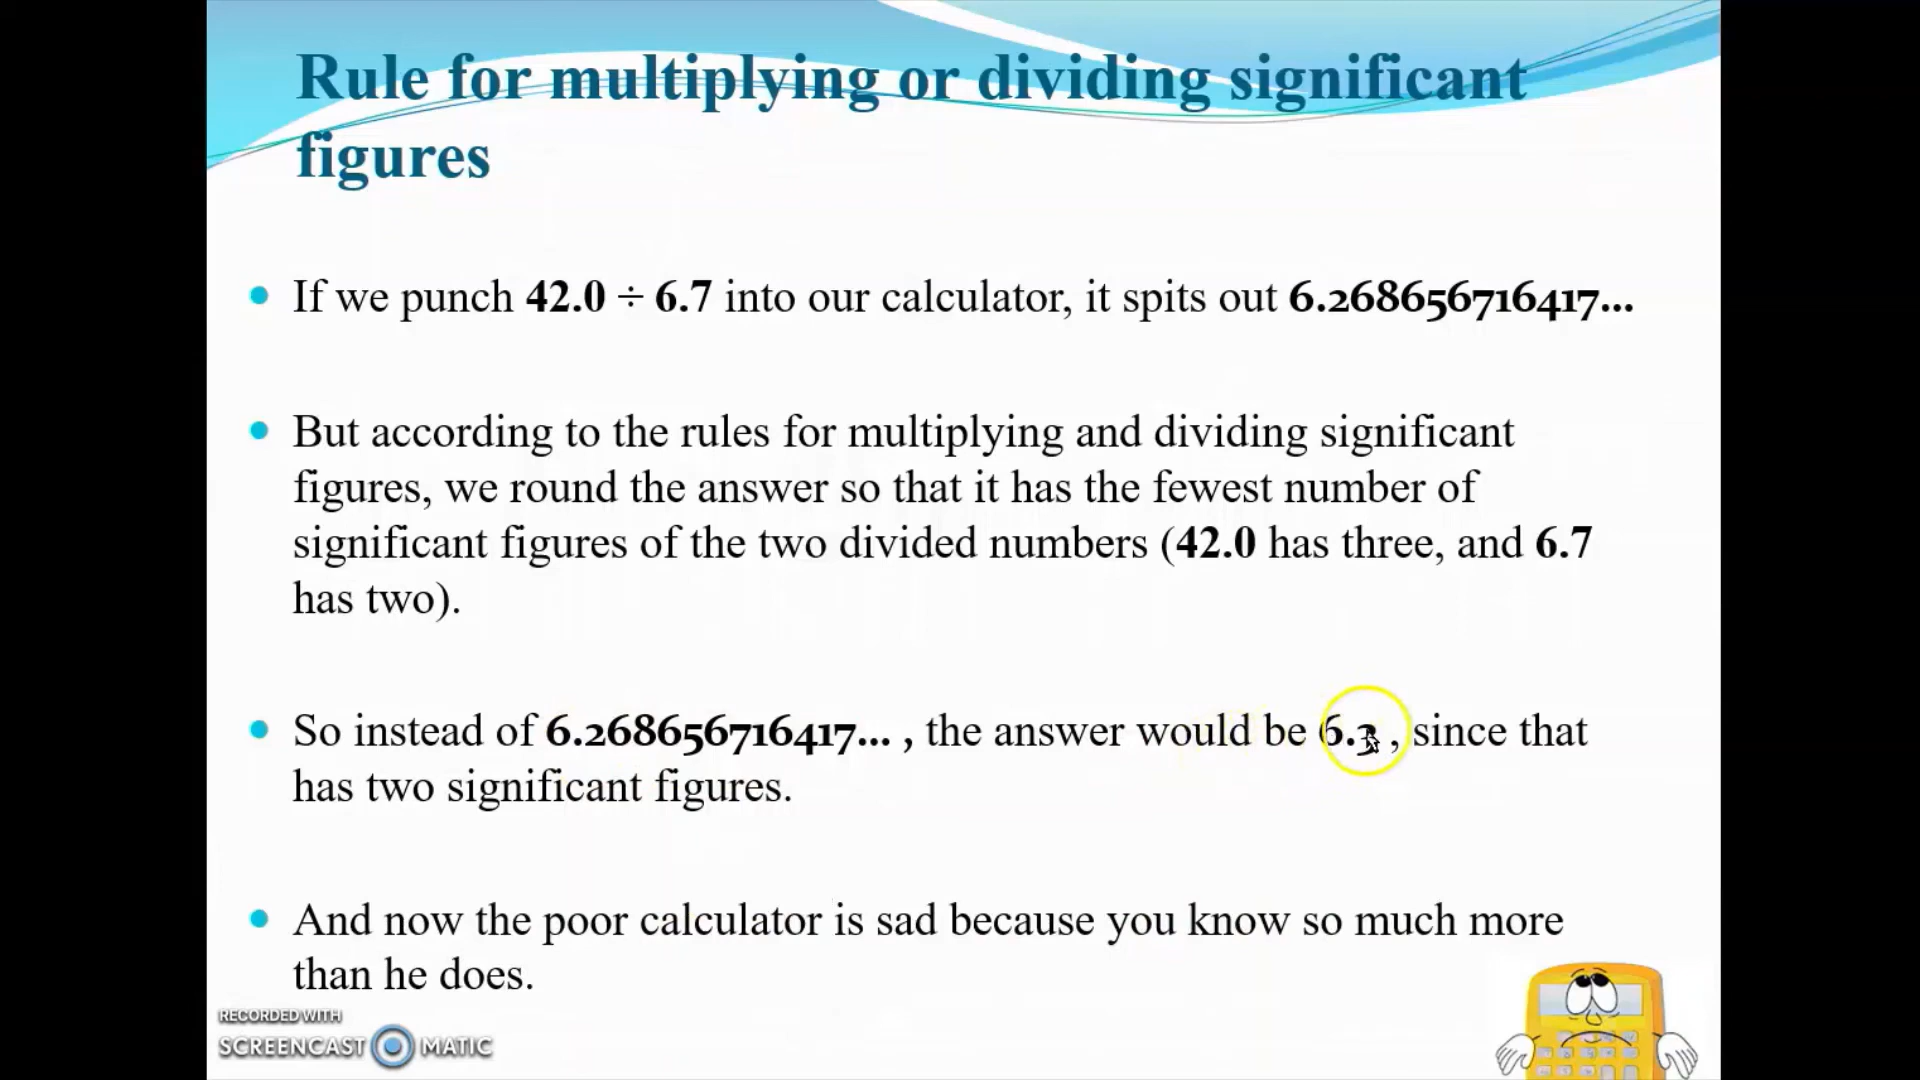 Rule for multiplying or dividing significant
figures
• If we punch 42.0 ÷ 6.7 into our calculator, it spits out 6.268656716417...
• But according to the rules for multiplying and dividing significant
figures, we round the answer so that it has the fewest number of
significant figures of the two divided numbers (42.0 has three, and 6.7
has two).
• So instead of 6.268656716417... , the answer would be 6.3 , since that
has two significant figures.
• And now the poor calculator is sad because you know so much more
than he does.
RECORDED WITH
SCREENCAST MATIC